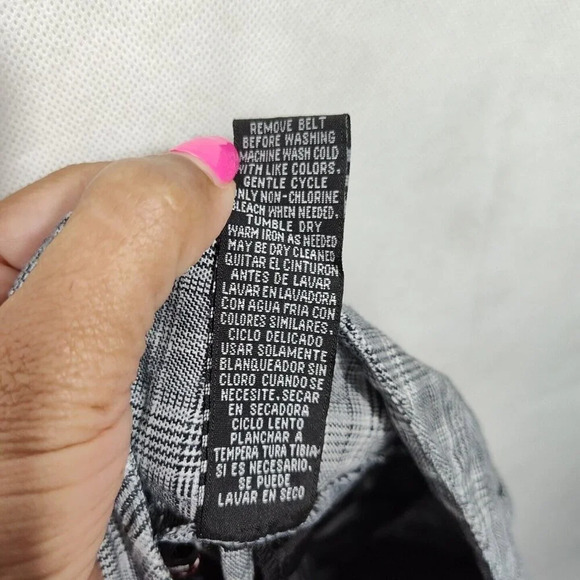 REMOVE BELT
BEFORE WASHING
MACHINE WASH COLD
WITH LIKE COLORS,
GENTLE CYCLE
ONLY NON-CHLORINE
BLEACH WHEN NEEDED,
TUMBLE DRY
WARM IRON AS NEEDED
MAY BE DRY CLEANED
QUITAR EL CINTURON
ANTES DE LAVAR
LAVAR EN LAVADORA
CON AGUA FRIA CON
COLORES SIMILARES,
CICLO DELICADO
USAR SOLAMENTE
BLANQUEADOR SIN
CLORO CUANDO SE
NECESITE, SECAR
EN SECADORA
CICLO LENTO
PLANCHAR A
TEMPERA TURA TIBIA
SI ES NECESARIO,
SE PUEDE
LAVAR EN SECO